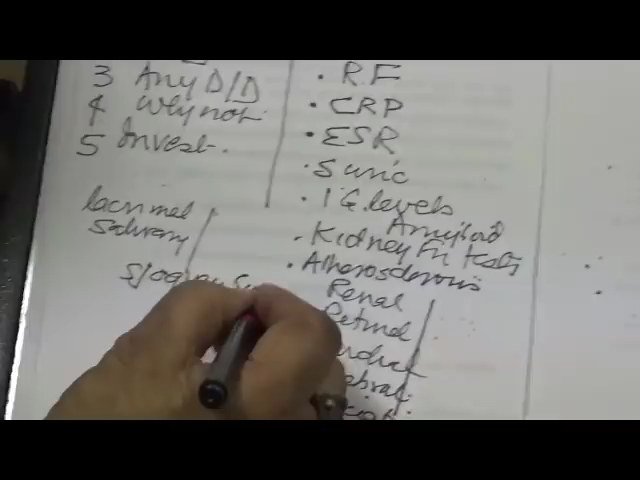 3 Any D/D
4 Why not
5 Invest.
lacrimal
Salivary
• RF
• CRP
• ESR
• S uric
• IG. levels
Amyloid
• Kidney Fn tests
• Atherosclerosis
Renal
Retinal